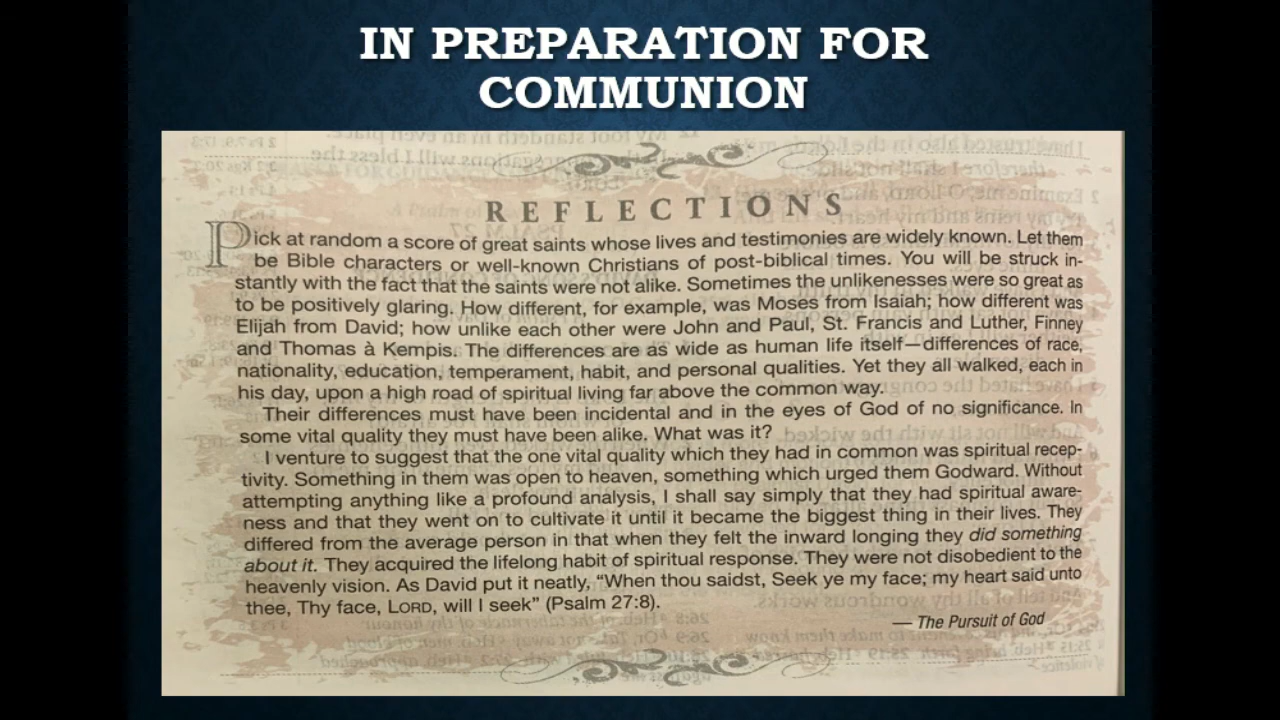 IN PREPARATION FOR
COMMUNION
REFLECTIONS
Pick at random a score of great saints whose lives and testimonies are widely known. Let them
be Bible characters or well-known Christians of post-biblical times. You will be struck in-
stantly with the fact that the saints were not alike. Sometimes the unlikenesses were so great as
to be positively glaring. How different, for example, was Moses from Isaiah; how different was
Elijah from David; how unlike each other were John and Paul, St. Francis and Luther, Finney
and Thomas à Kempis. The differences are as wide as human life itself—differences of race,
nationality, education, temperament, habit, and personal qualities. Yet they all walked, each in
his day, upon a high road of spiritual living far above the common way.
Their differences must have been incidental and in the eyes of God of no significance. In
some vital quality they must have been alike. What was it?
I venture to suggest that the one vital quality which they had in common was spiritual recep-
tivity. Something in them was open to heaven, something which urged them Godward. Without
attempting anything like a profound analysis, I shall say simply that they had spiritual aware-
ness and that they went on to cultivate it until it became the biggest thing in their lives. They
differed from the average person in that when they felt the inward longing they did something
about it. They acquired the lifelong habit of spiritual response. They were not disobedient to the
heavenly vision. As David put it neatly, “When thou saidst, Seek ye my face; my heart said unto
thee, Thy face, LORD, will I seek” (Psalm 27:8).
— The Pursuit of God